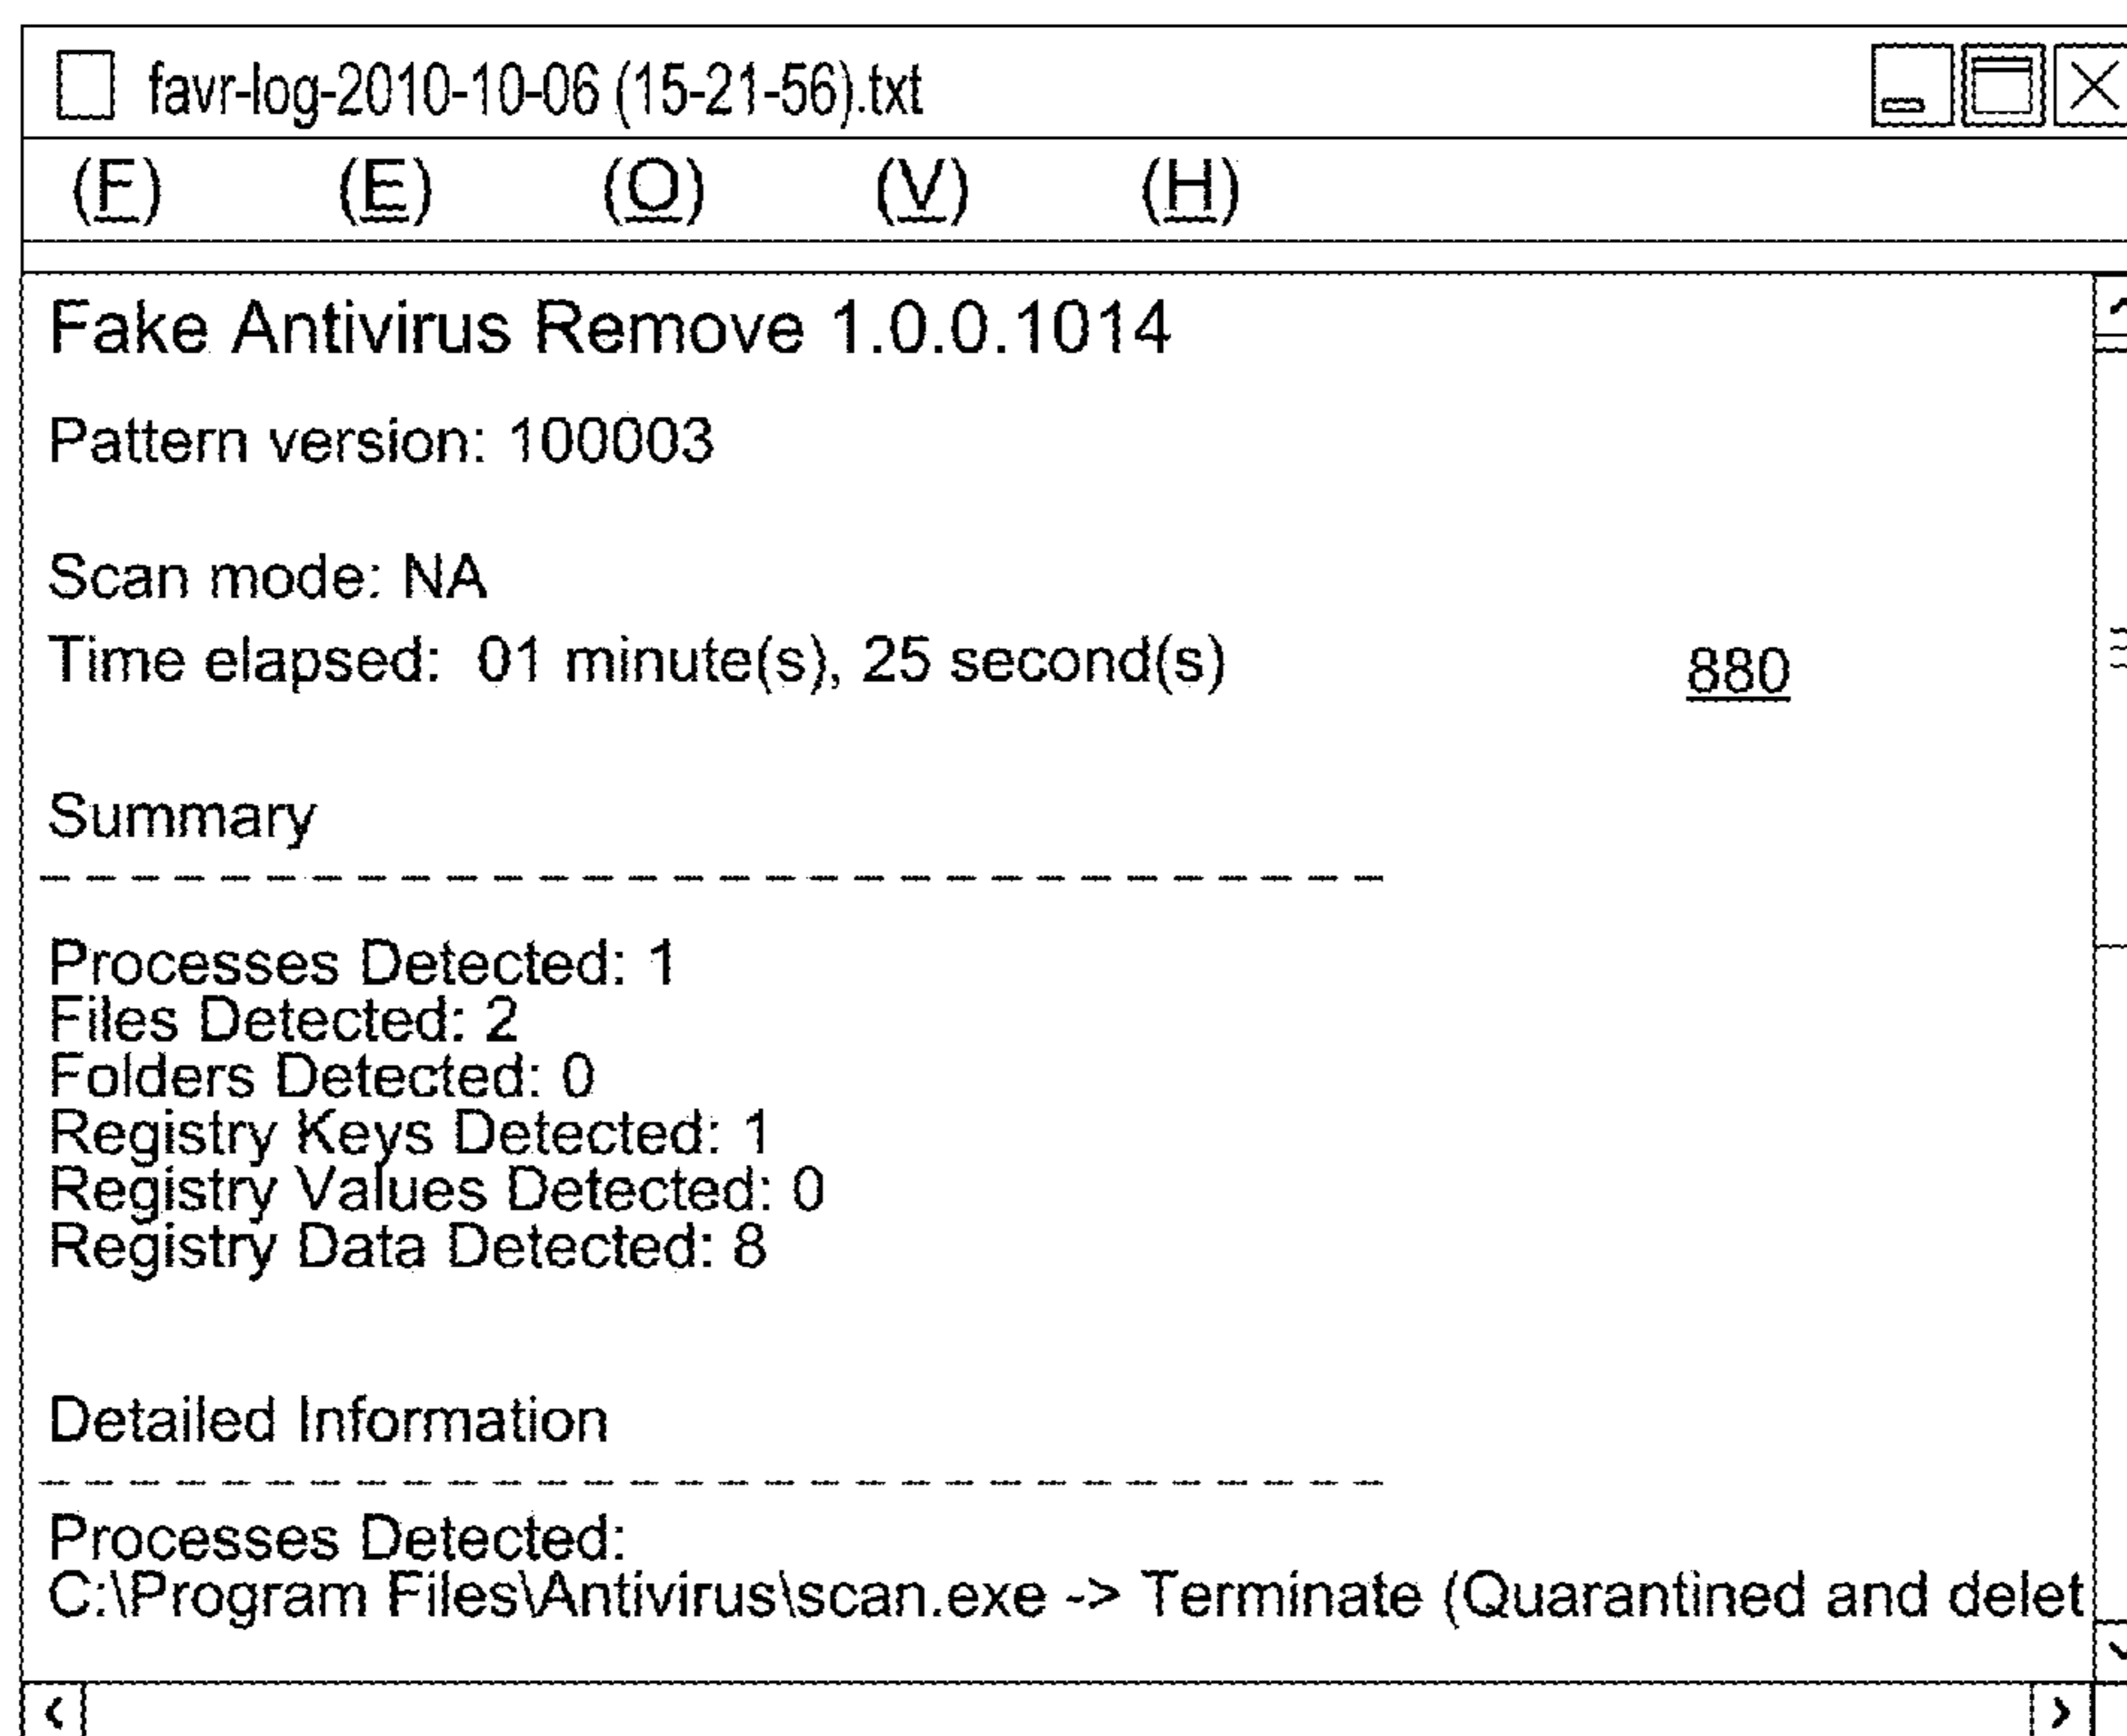 favr-log-2010-10-06 (15-21-56).txt
(F) (E) (O) (V) (H)
Fake Antivirus Remove 1.0.0.1014
Pattern version: 100003
Scan mode: NA
Time elapsed: 01 minute(s), 25 second(s)
880
Summary
------------------------------
Processes Detected: 1
Files Detected: 2
Folders Detected: 0
Registry Keys Detected: 1
Registry Values Detected: 0
Registry Data Detected: 8
Detailed Information
------------------------------
Processes Detected:
C:\Program Files\Antivirus\scan.exe -> Terminate (Quarantined and delet